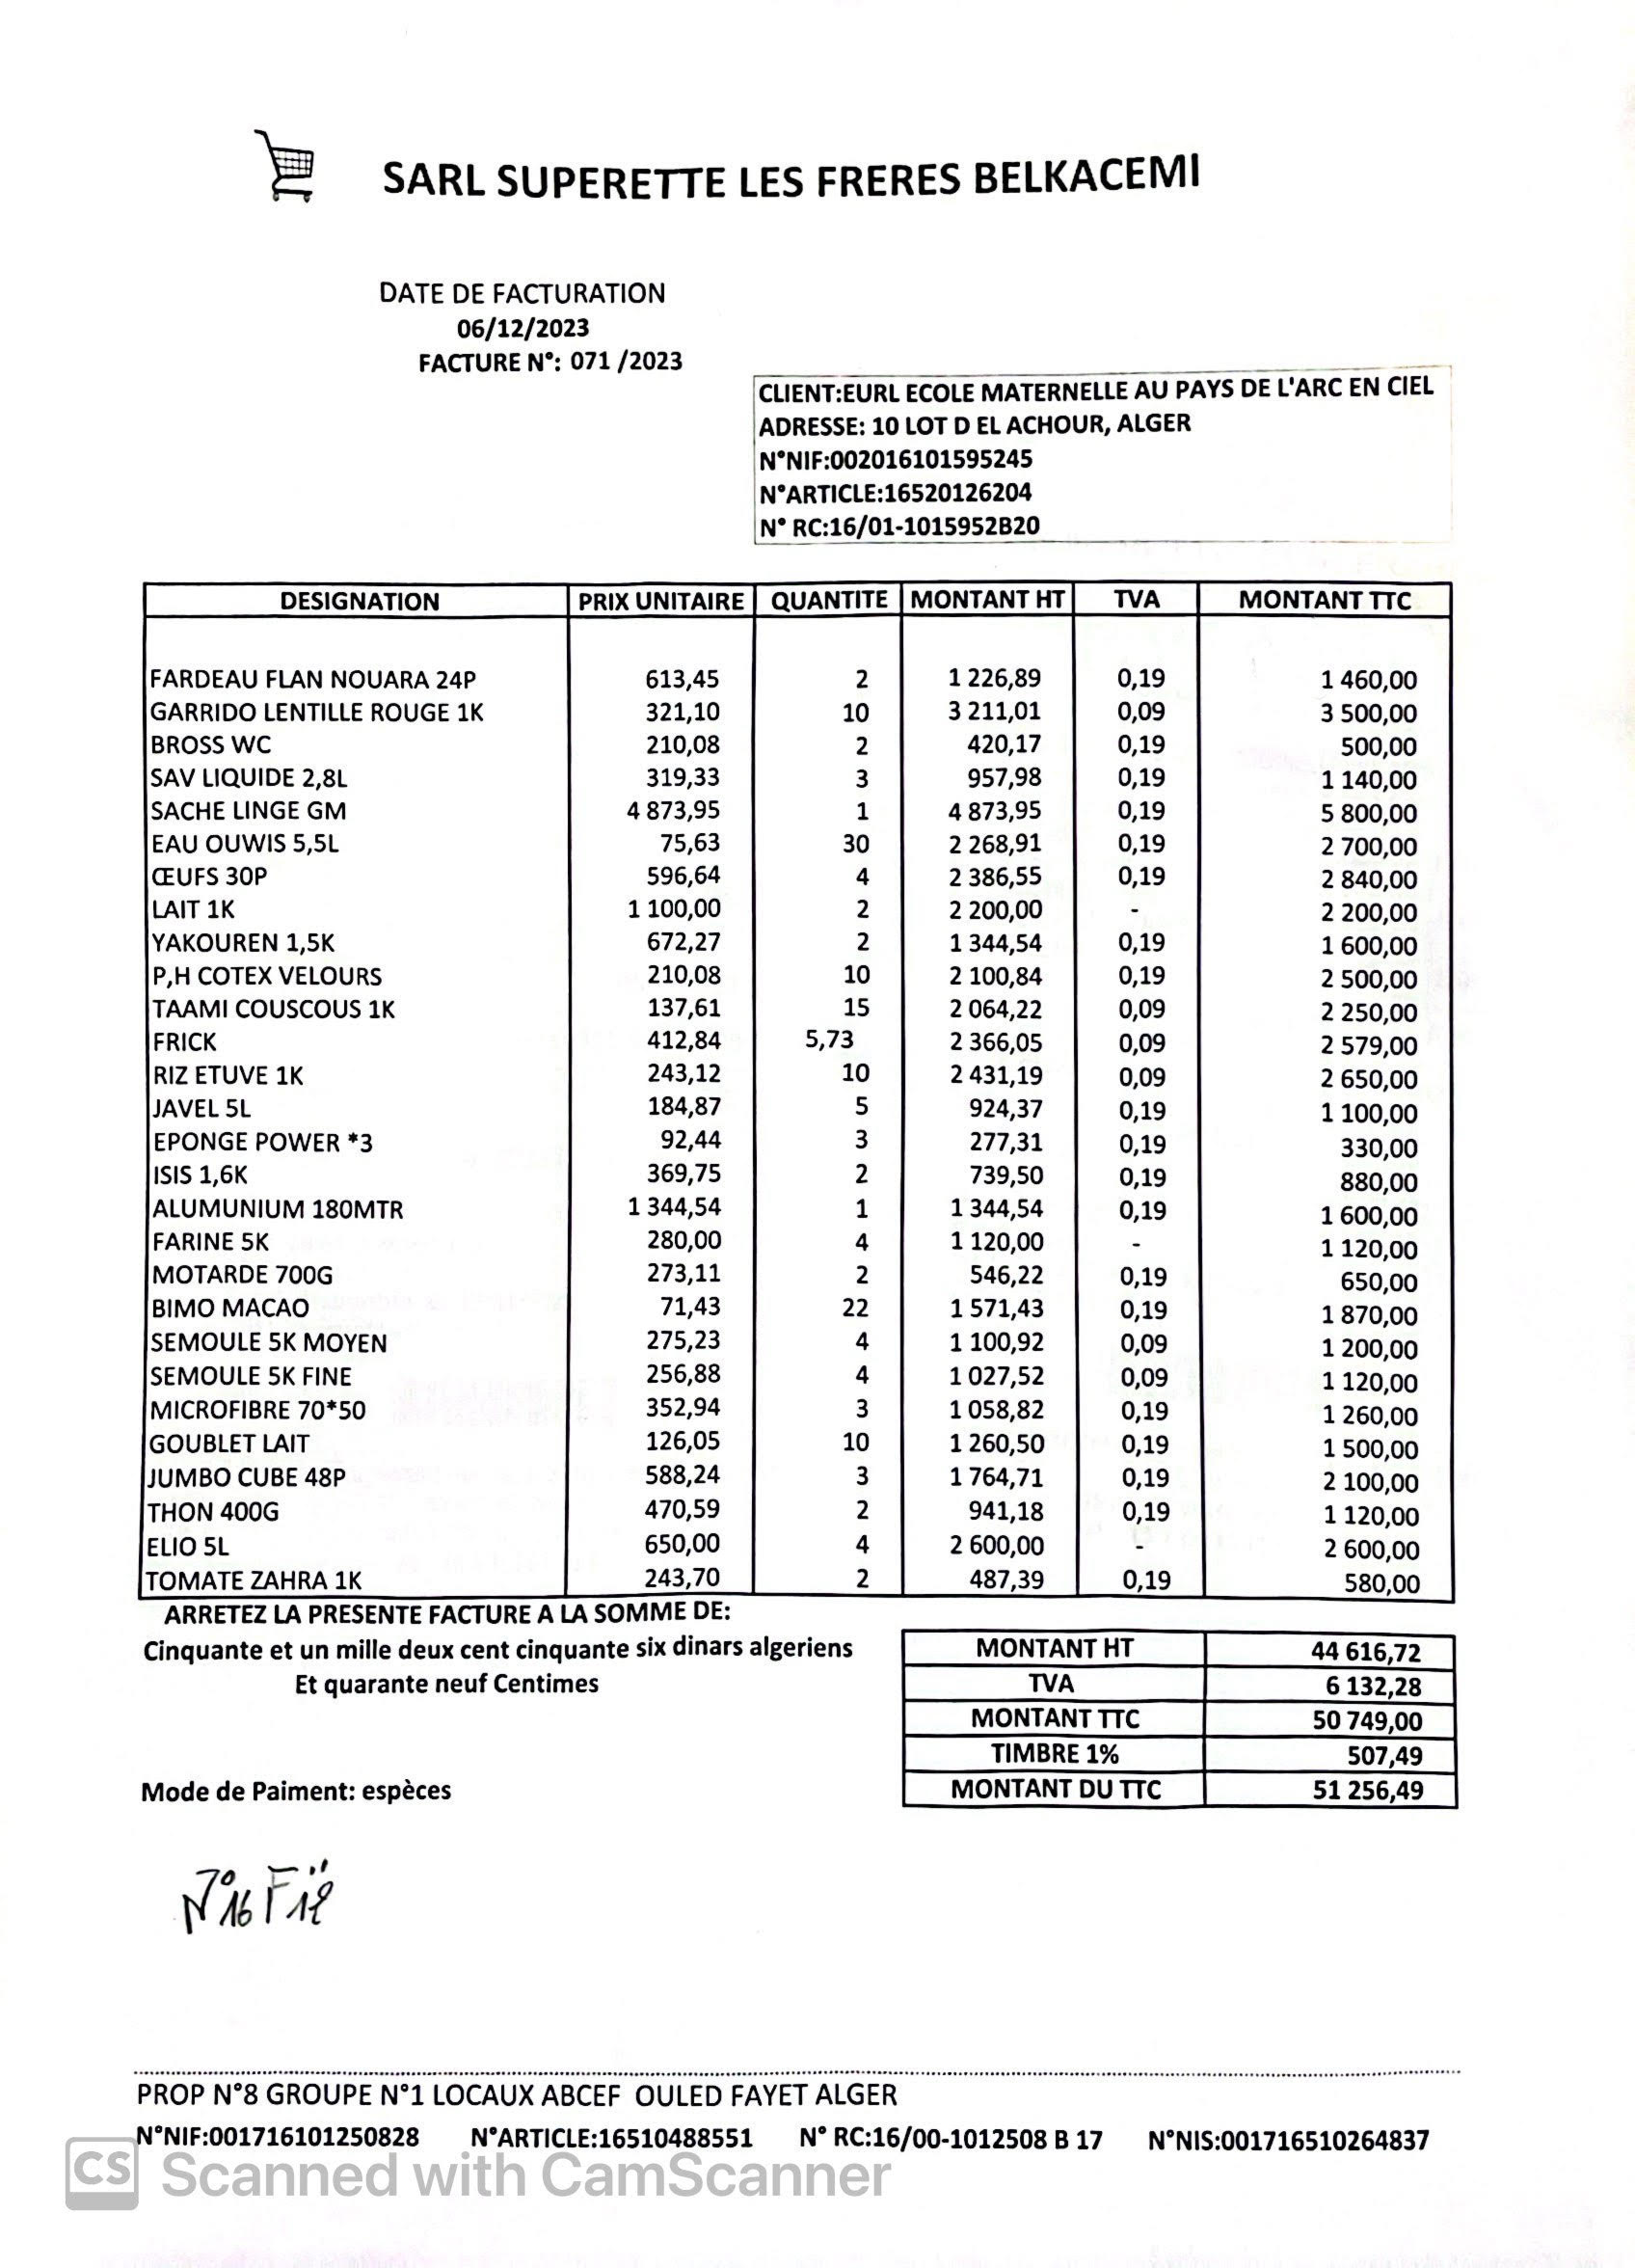 SARL SUPERETTE LES FRERES BELKACEMI
DATE DE FACTURATION
06/12/2023
FACTURE N°: 071 /2023
CLIENT:EURL ECOLE MATERNELLE AU PAYS DE L'ARC EN CIEL
ADRESSE: 10 LOT D EL ACHOUR, ALGER
N°NIF:002016101595245
N°ARTICLE:16520126204
N° RC:16/01-1015952B20
DESIGNATION PRIX UNITAIRE QUANTITE MONTANT HT TVA MONTANT TTC
FARDEAU FLAN NOUARA 24P 613,45 2 1 226,89 0,19 1 460,00
GARRIDO LENTILLE ROUGE 1K 321,10 10 3 211,01 0,09 3 500,00
BROSS WC 210,08 2 420,17 0,19 500,00
SAV LIQUIDE 2,8L 319,33 3 957,98 0,19 1 140,00
SACHE LINGE GM 4 873,95 1 4 873,95 0,19 5 800,00
EAU OUWIS 5,5L 75,63 30 2 268,91 0,19 2 700,00
ŒUFS 30P 596,64 4 2 386,55 0,19 2 840,00
LAIT 1K 1 100,00 2 2 200,00 - 2 200,00
YAKOUREN 1,5K 672,27 2 1 344,54 0,19 1 600,00
P,H COTEX VELOURS 210,08 10 2 100,84 0,19 2 500,00
TAAMI COUSCOUS 1K 137,61 15 2 064,22 0,09 2 250,00
FRICK 412,84 5,73 2 366,05 0,09 2 579,00
RIZ ETUVE 1K 243,12 10 2 431,19 0,09 2 650,00
JAVEL 5L 184,87 5 924,37 0,19 1 100,00
EPONGE POWER *3 92,44 3 277,31 0,19 330,00
ISIS 1,6K 369,75 2 739,50 0,19 880,00
ALUMUNIUM 180MTR 1 344,54 1 1 344,54 0,19 1 600,00
FARINE 5K 280,00 4 1 120,00 - 1 120,00
MOTARDE 700G 273,11 2 546,22 0,19 650,00
BIMO MACAO 71,43 22 1 571,43 0,19 1 870,00
SEMOULE 5K MOYEN 275,23 4 1 100,92 0,09 1 200,00
SEMOULE 5K FINE 256,88 4 1 027,52 0,09 1 120,00
MICROFIBRE 70*50 352,94 3 1 058,82 0,19 1 260,00
GOUBLET LAIT 126,05 10 1 260,50 0,19 1 500,00
JUMBO CUBE 48P 588,24 3 1 764,71 0,19 2 100,00
THON 400G 470,59 2 941,18 0,19 1 120,00
ELIO 5L 650,00 4 2 600,00 - 2 600,00
TOMATE ZAHRA 1K 243,70 2 487,39 0,19 580,00
ARRETEZ LA PRESENTE FACTURE A LA SOMME DE:
Cinquante et un mille deux cent cinquante six dinars algeriens
Et quarante neuf Centimes
MONTANT HT 44 616,72
TVA 6 132,28
MONTANT TTC 50 749,00
TIMBRE 1% 507,49
MONTANT DU TTC 51 256,49
Mode de Paiment: espèces
N°16 F12
PROP N°8 GROUPE N°1 LOCAUX ABCEF OULED FAYET ALGER
N°NIF:001716101250828 N°ARTICLE:16510488551 N° RC:16/00-1012508 B 17 N°NIS:001716510264837
CS Scanned with CamScanner